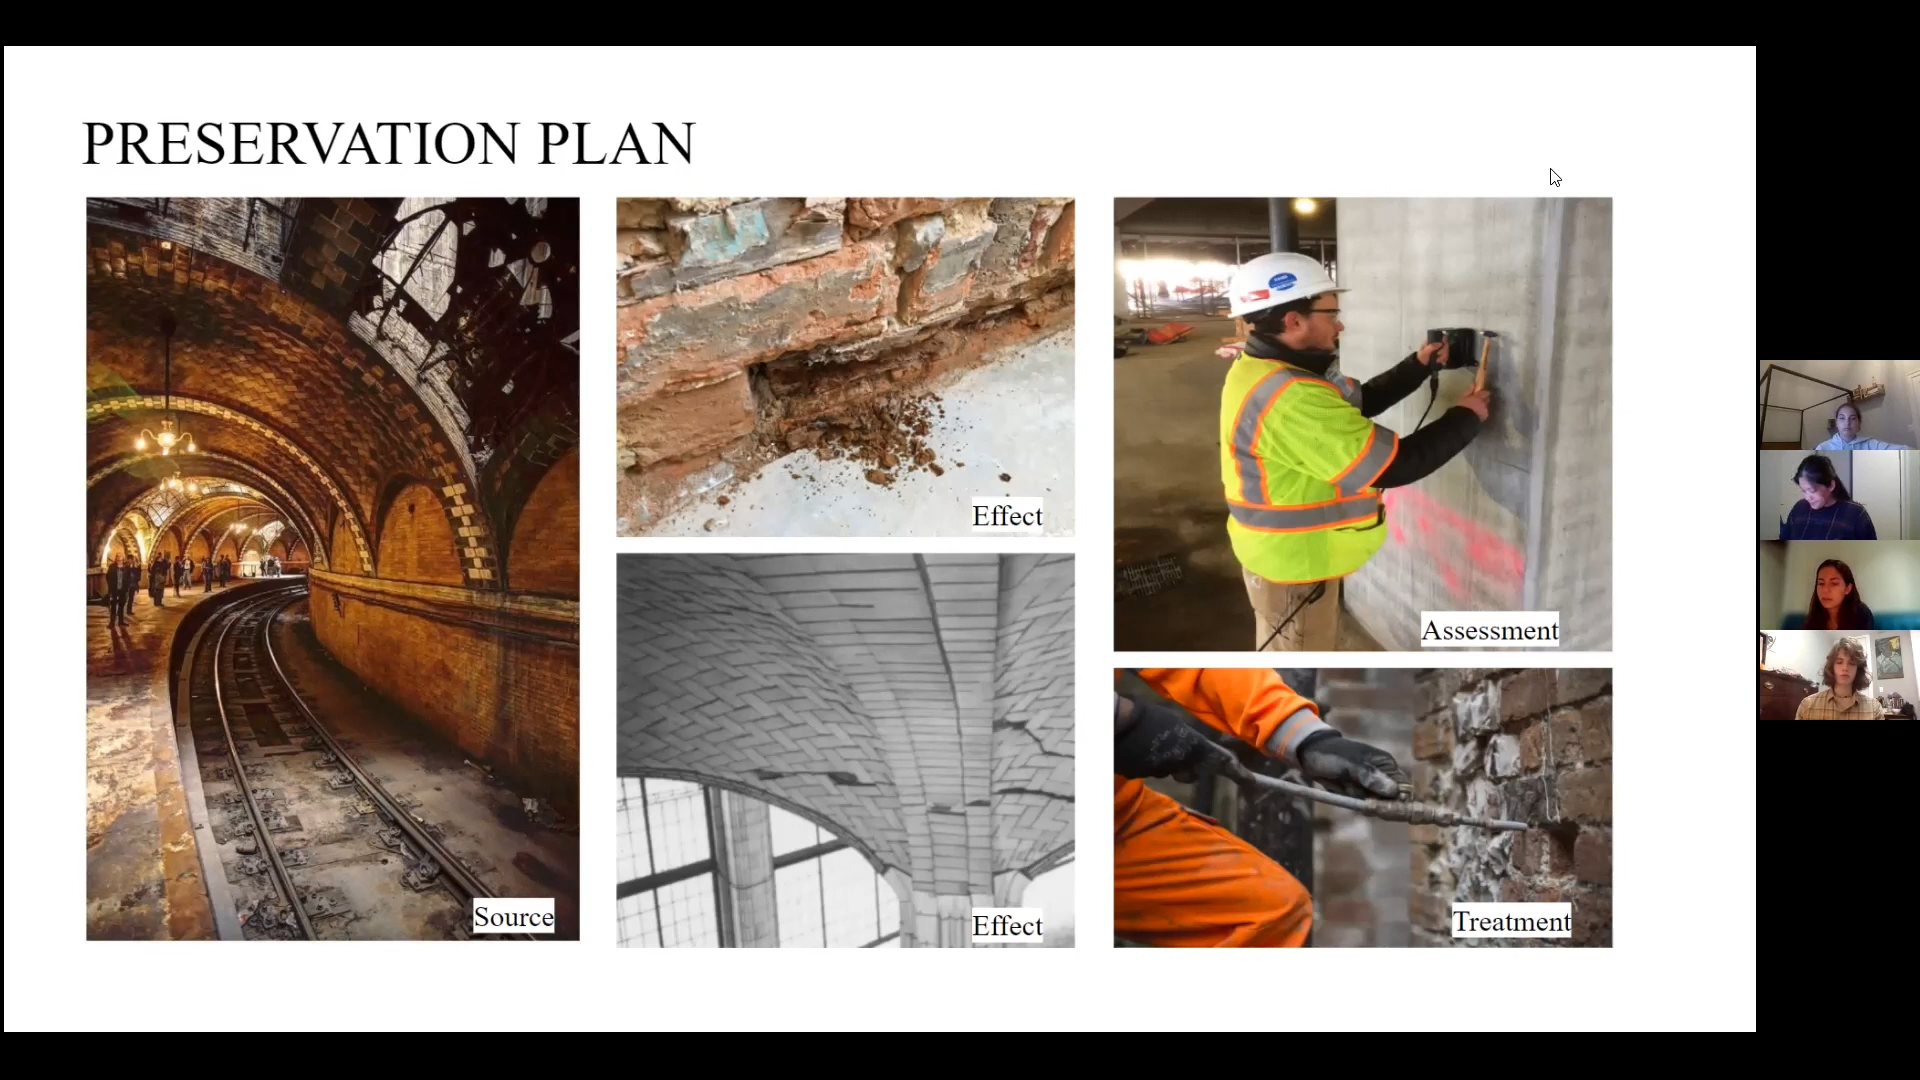 PRESERVATION PLAN
Source
Effect
Effect
Assessment
Treatment